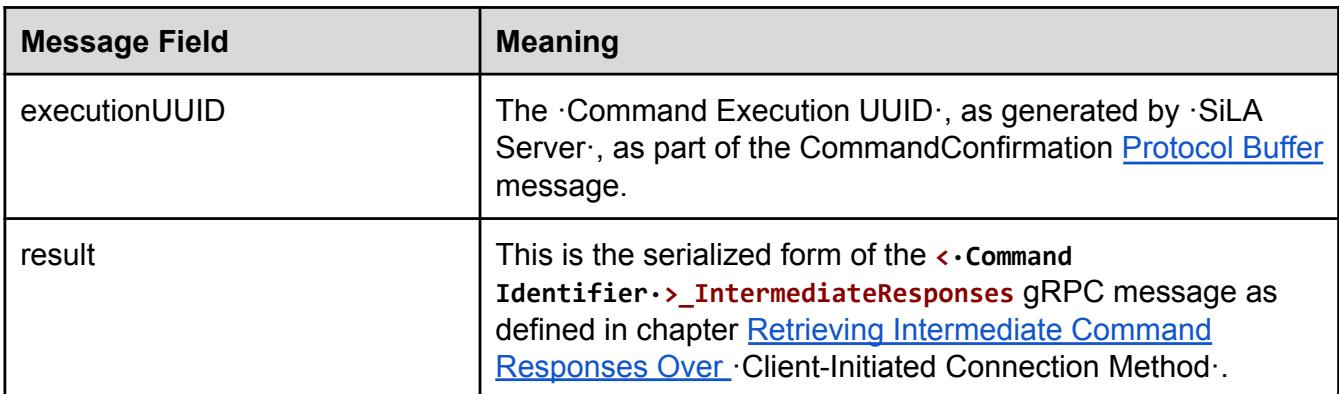 Message Field Meaning
executionUUID The ·Command Execution UUID·, as generated by ·SiLA
Server·, as part of the CommandConfirmation Protocol Buffer
message.
result This is the serialized form of the <·Command
Identifier·>_IntermediateResponses gRPC message as
defined in chapter Retrieving Intermediate Command
Responses Over ·Client-Initiated Connection Method·.